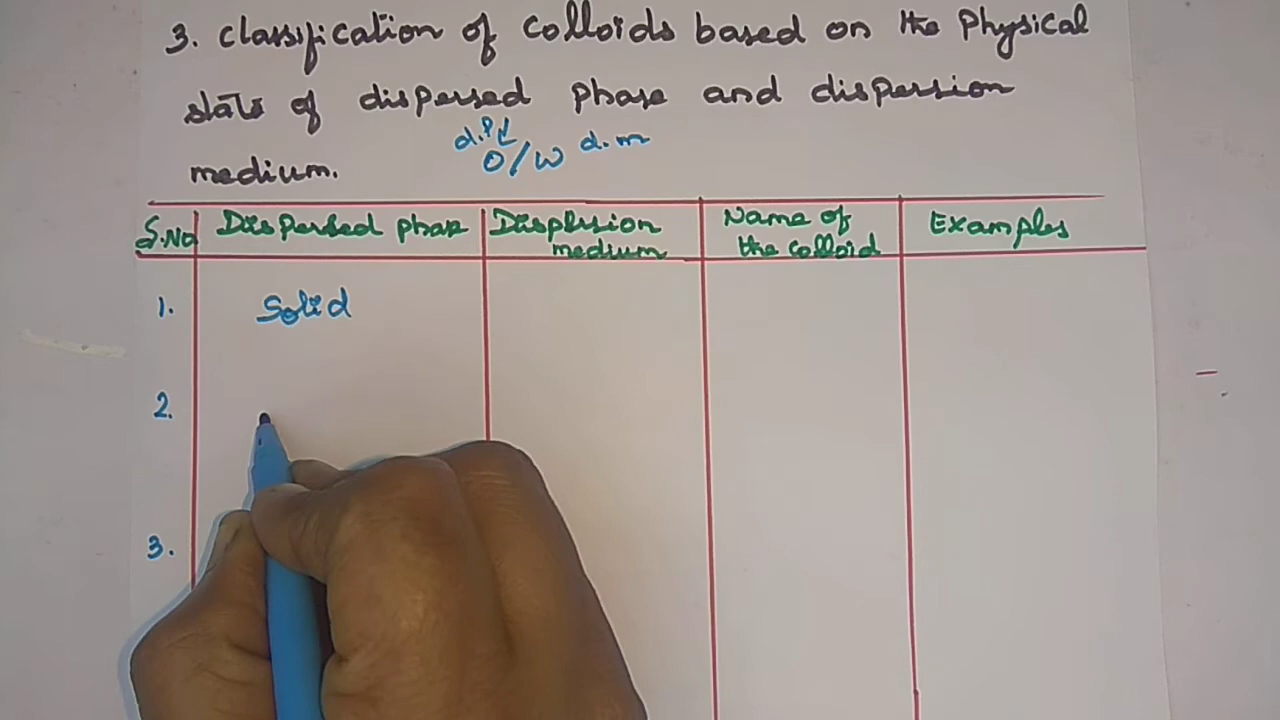 3. classification of colloids based on the physical
state of dispersed phase and dispersion
medium.
d.p d.m
O/W
S.No Dispersed phase Dispersion medium Name of the colloid Examples
1. Solid
2.
3.